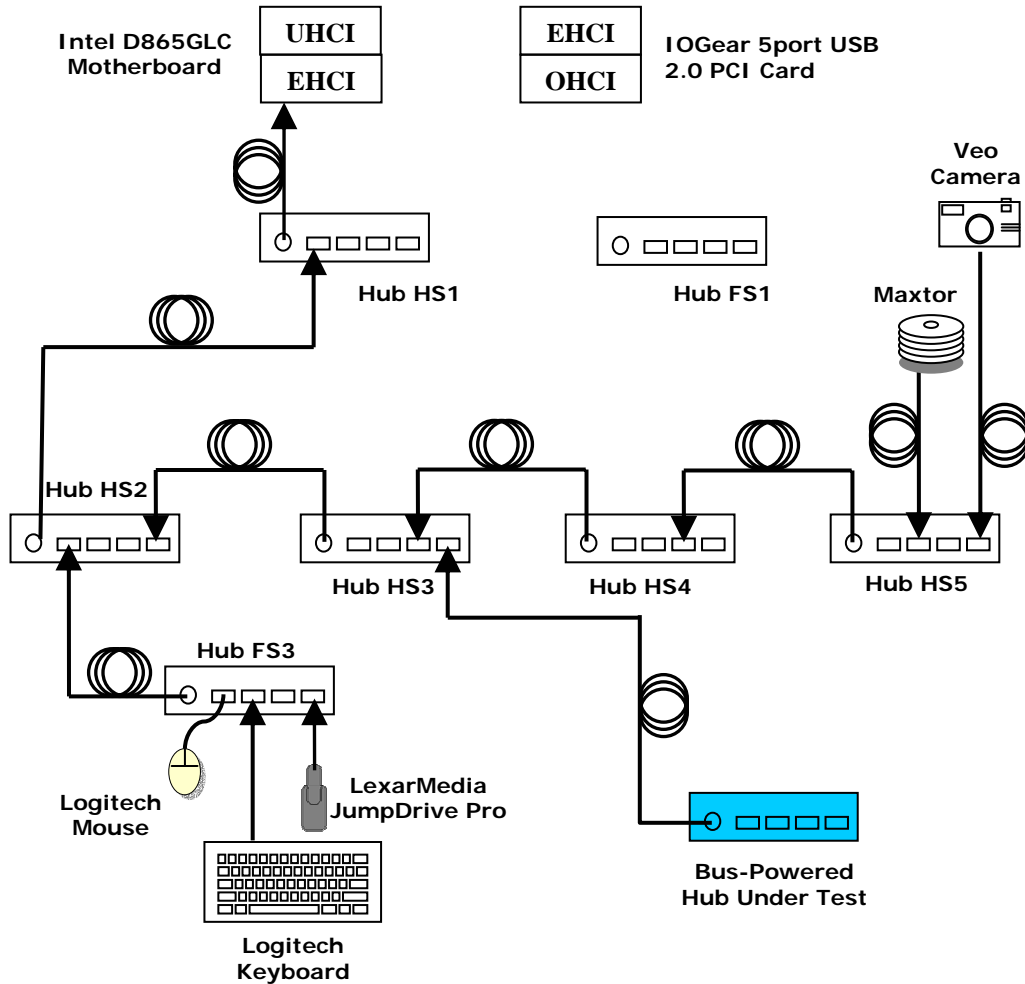 Intel D865GLC
Motherboard
UHCI
EHCI
EHCI
OHCI
IOGear 5port USB
2.0 PCI Card
Veo
Camera
Hub HS1
Hub FS1
Maxtor
Hub HS2
Hub HS3
Hub HS4
Hub HS5
Hub FS3
Logitech
Mouse
LexarMedia
JumpDrive Pro
Bus-Powered
Hub Under Test
Logitech
Keyboard